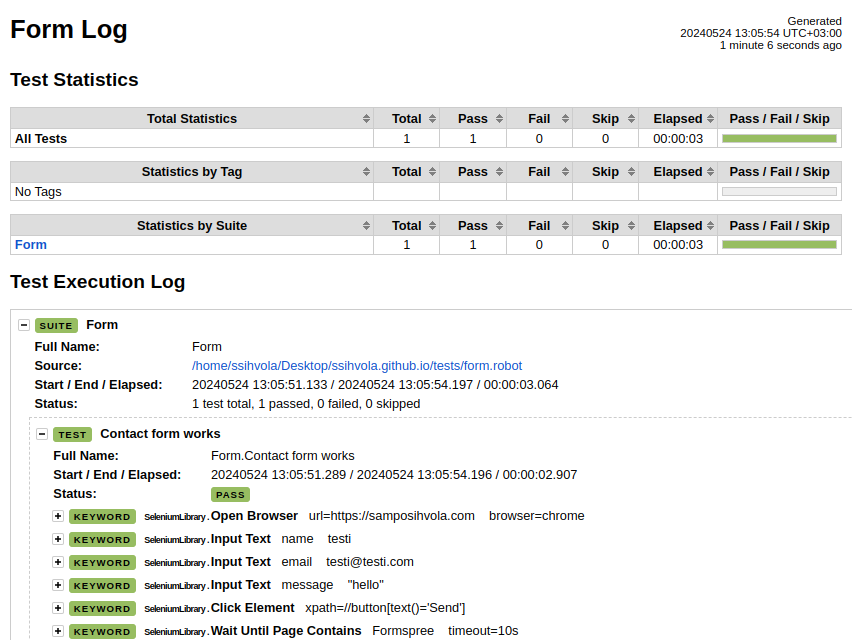 Form Log
Generated
20240524 13:05:54 UTC+03:00
1 minute 6 seconds ago
Test Statistics
Total Statistics Total Pass Fail Skip Elapsed Pass / Fail / Skip
All Tests 1 1 0 0 00:00:03
Statistics by Tag Total Pass Fail Skip Elapsed Pass / Fail / Skip
No Tags
Statistics by Suite Total Pass Fail Skip Elapsed Pass / Fail / Skip
Form 1 1 0 0 00:00:03
Test Execution Log
SUITE Form
Full Name: Form
Source: /home/ssihvola/Desktop/ssihvola.github.io/tests/form.robot
Start / End / Elapsed: 20240524 13:05:51.133 / 20240524 13:05:54.197 / 00:00:03.064
Status: 1 test total, 1 passed, 0 failed, 0 skipped
TEST Contact form works
Full Name: Form.Contact form works
Start / End / Elapsed: 20240524 13:05:51.289 / 20240524 13:05:54.196 / 00:00:02.907
Status: PASS
KEYWORD SeleniumLibrary.Open Browser url=https://samposihvola.com browser=chrome
KEYWORD SeleniumLibrary.Input Text name testi
KEYWORD SeleniumLibrary.Input Text email testi@testi.com
KEYWORD SeleniumLibrary.Input Text message "hello"
KEYWORD SeleniumLibrary.Click Element xpath=//button[text()='Send']
KEYWORD SeleniumLibrary.Wait Until Page Contains Formspree timeout=10s